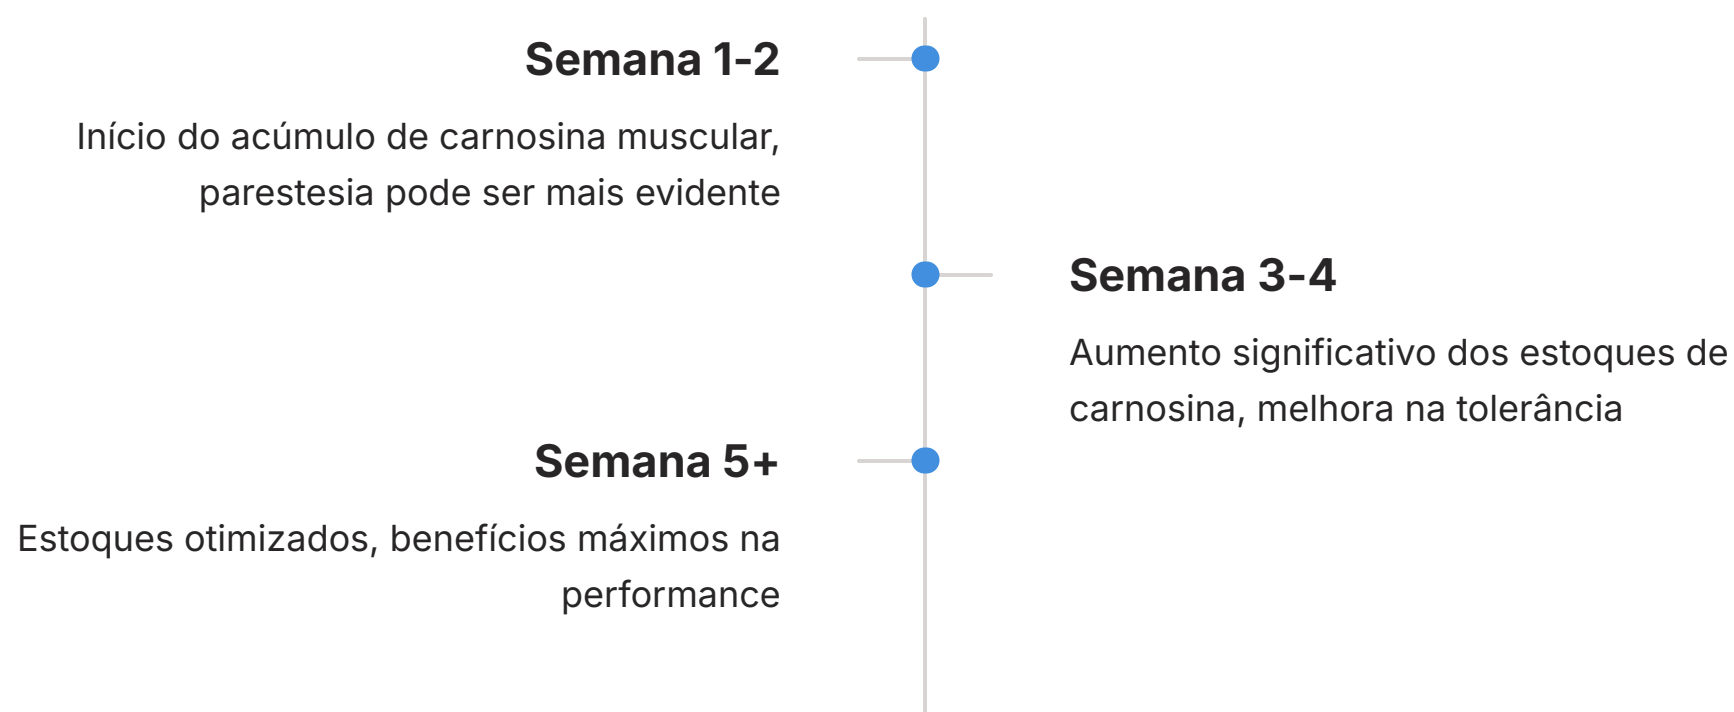 Semana 1-2
Início do acúmulo de carnosina muscular,
parestesia pode ser mais evidente
Semana 3-4
Aumento significativo dos estoques de
carnosina, melhora na tolerância
Semana 5+
Estoques otimizados, benefícios máximos na
performance